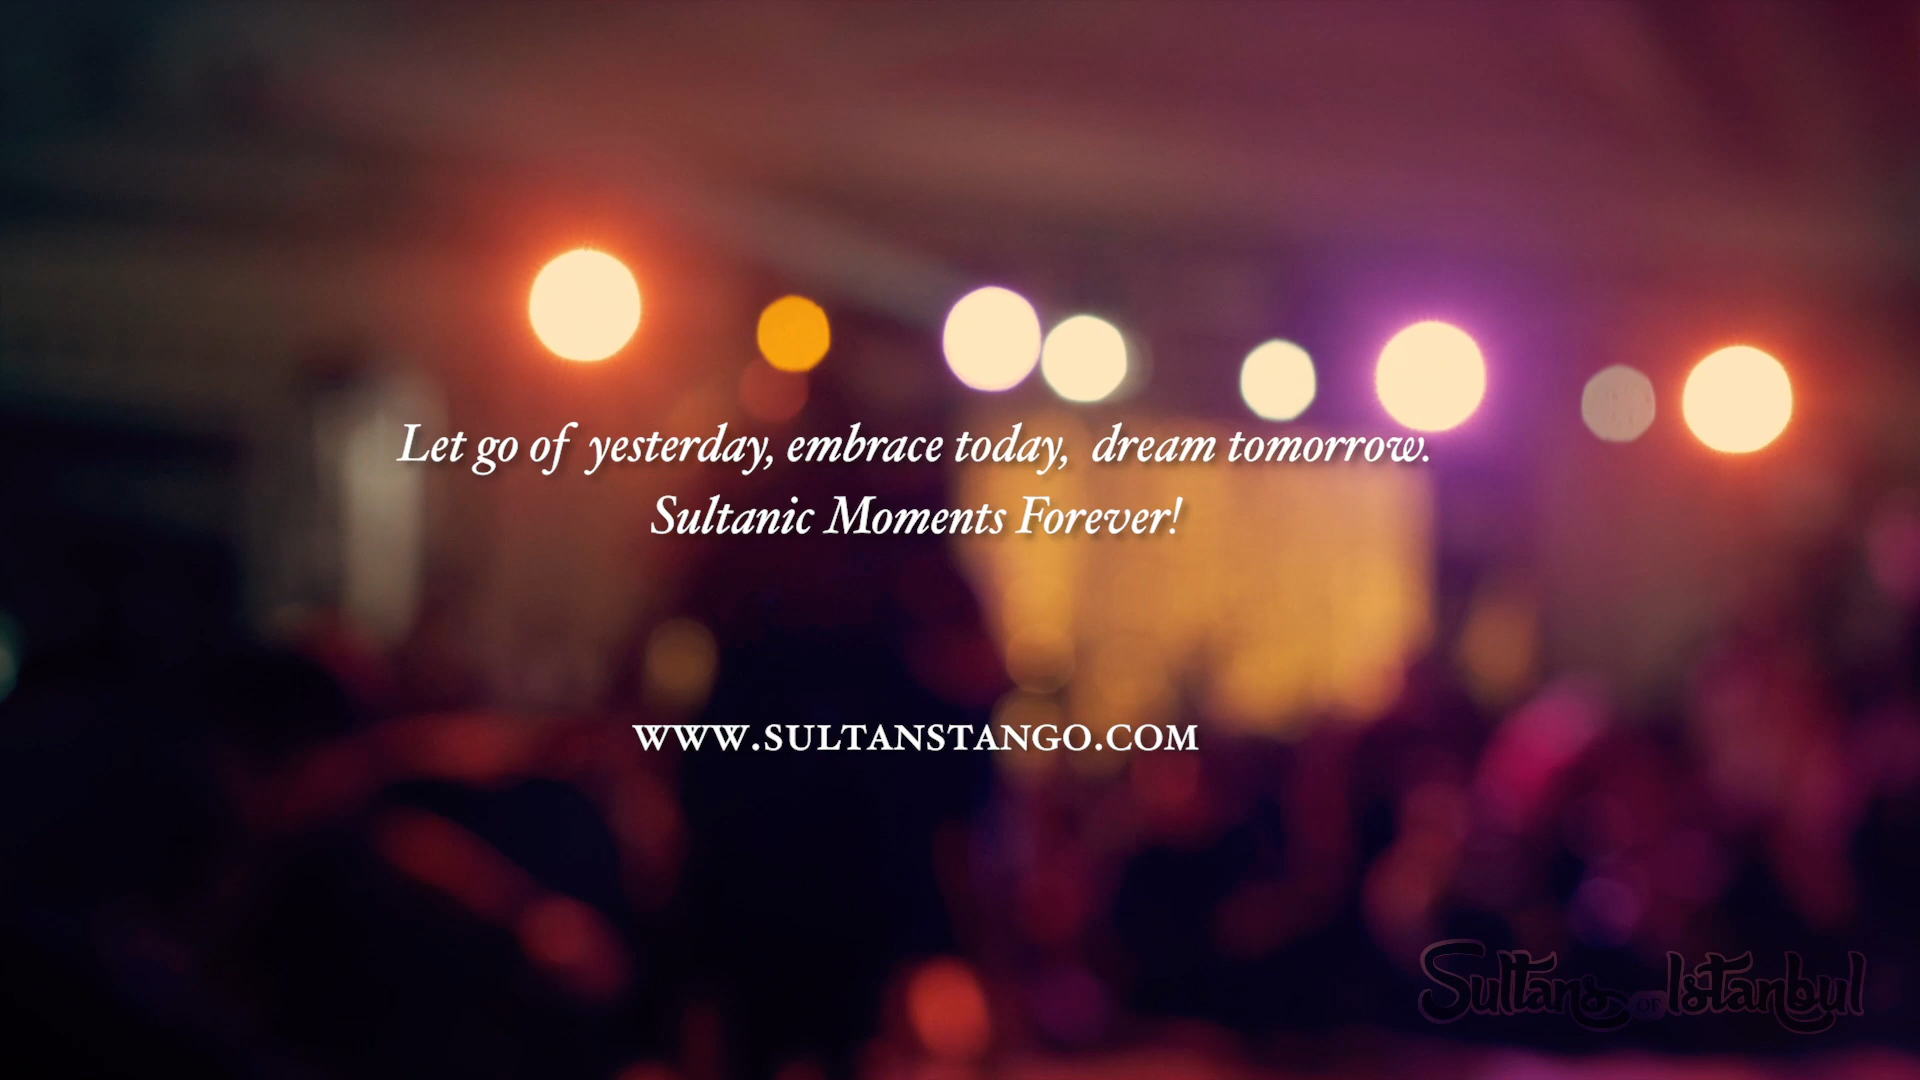 Let go of yesterday, embrace today, dream tomorrow.
Sultanic Moments Forever!
WWW.SULTANSTANGO.COM
Sultans OF Istanbul